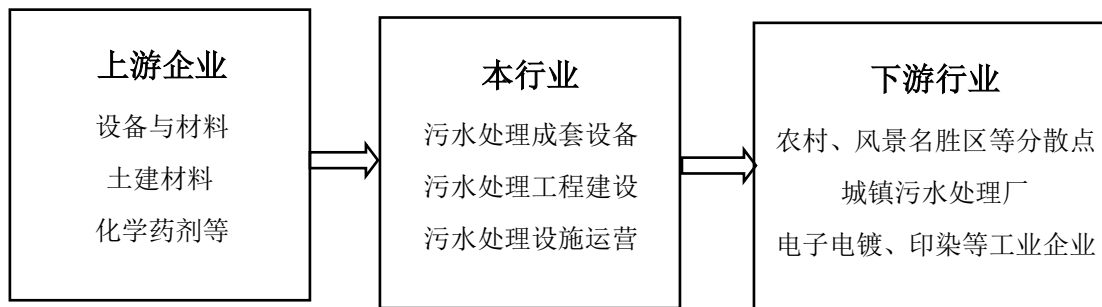 上游企业
设备与材料
土建材料
化学药剂等
本行业
污水处理成套设备
污水处理工程建设
污水处理设施运营
下游行业
农村、风景名胜区等分散点
城镇污水处理厂
电子电镀、印染等工业企业